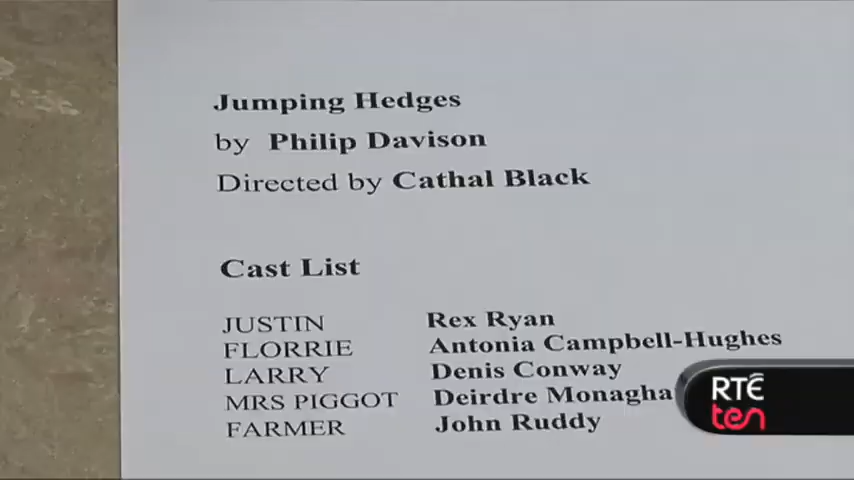 Jumping Hedges
by Philip Davison
Directed by Cathal Black
Cast List
JUSTIN Rex Ryan
FLORRIE Antonia Campbell-Hughes
LARRY Denis Conway
MRS PIGGOT Deirdre Monagha
FARMER John Ruddy
RTÉ
ten